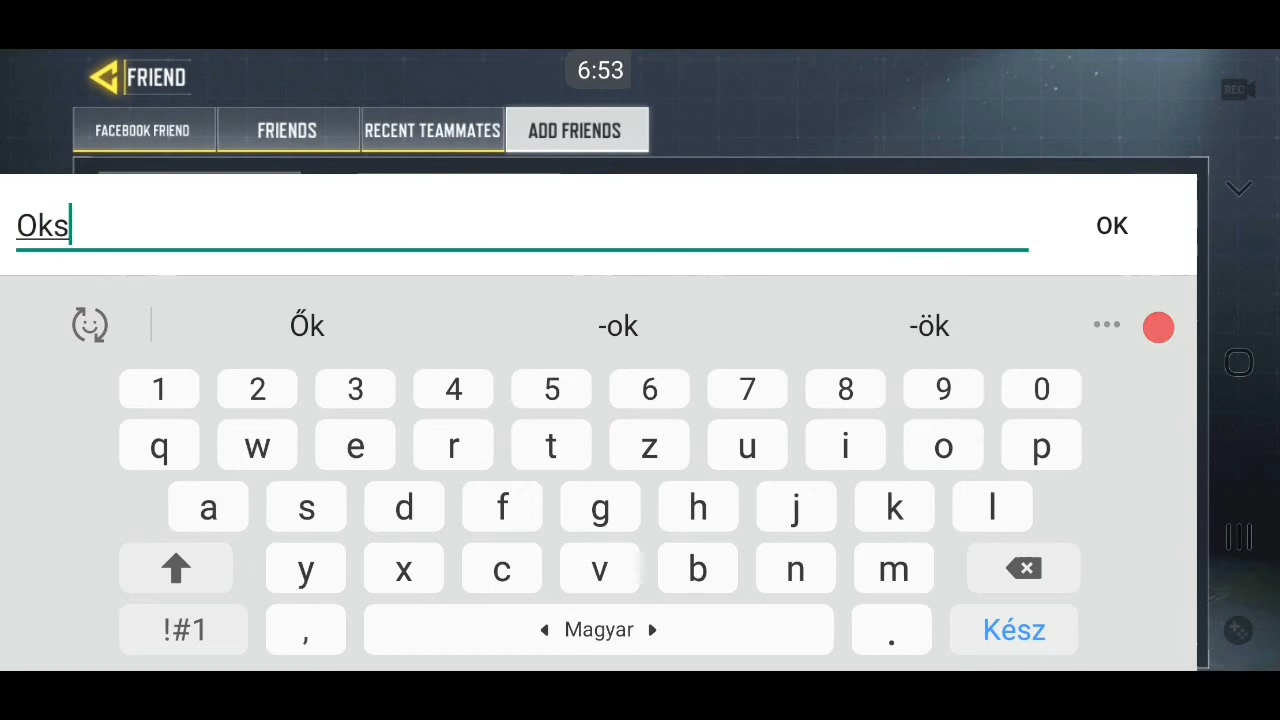 FRIEND
6:53
REC
FACEBOOK FRIEND FRIENDS RECENT TEAMMATES ADD FRIENDS
Oks OK
Ők -ok -ök
1 2 3 4 5 6 7 8 9 0
q w e r t z u i o p
a s d f g h j k l
y x c v b n m
!#1 , Magyar . Kész